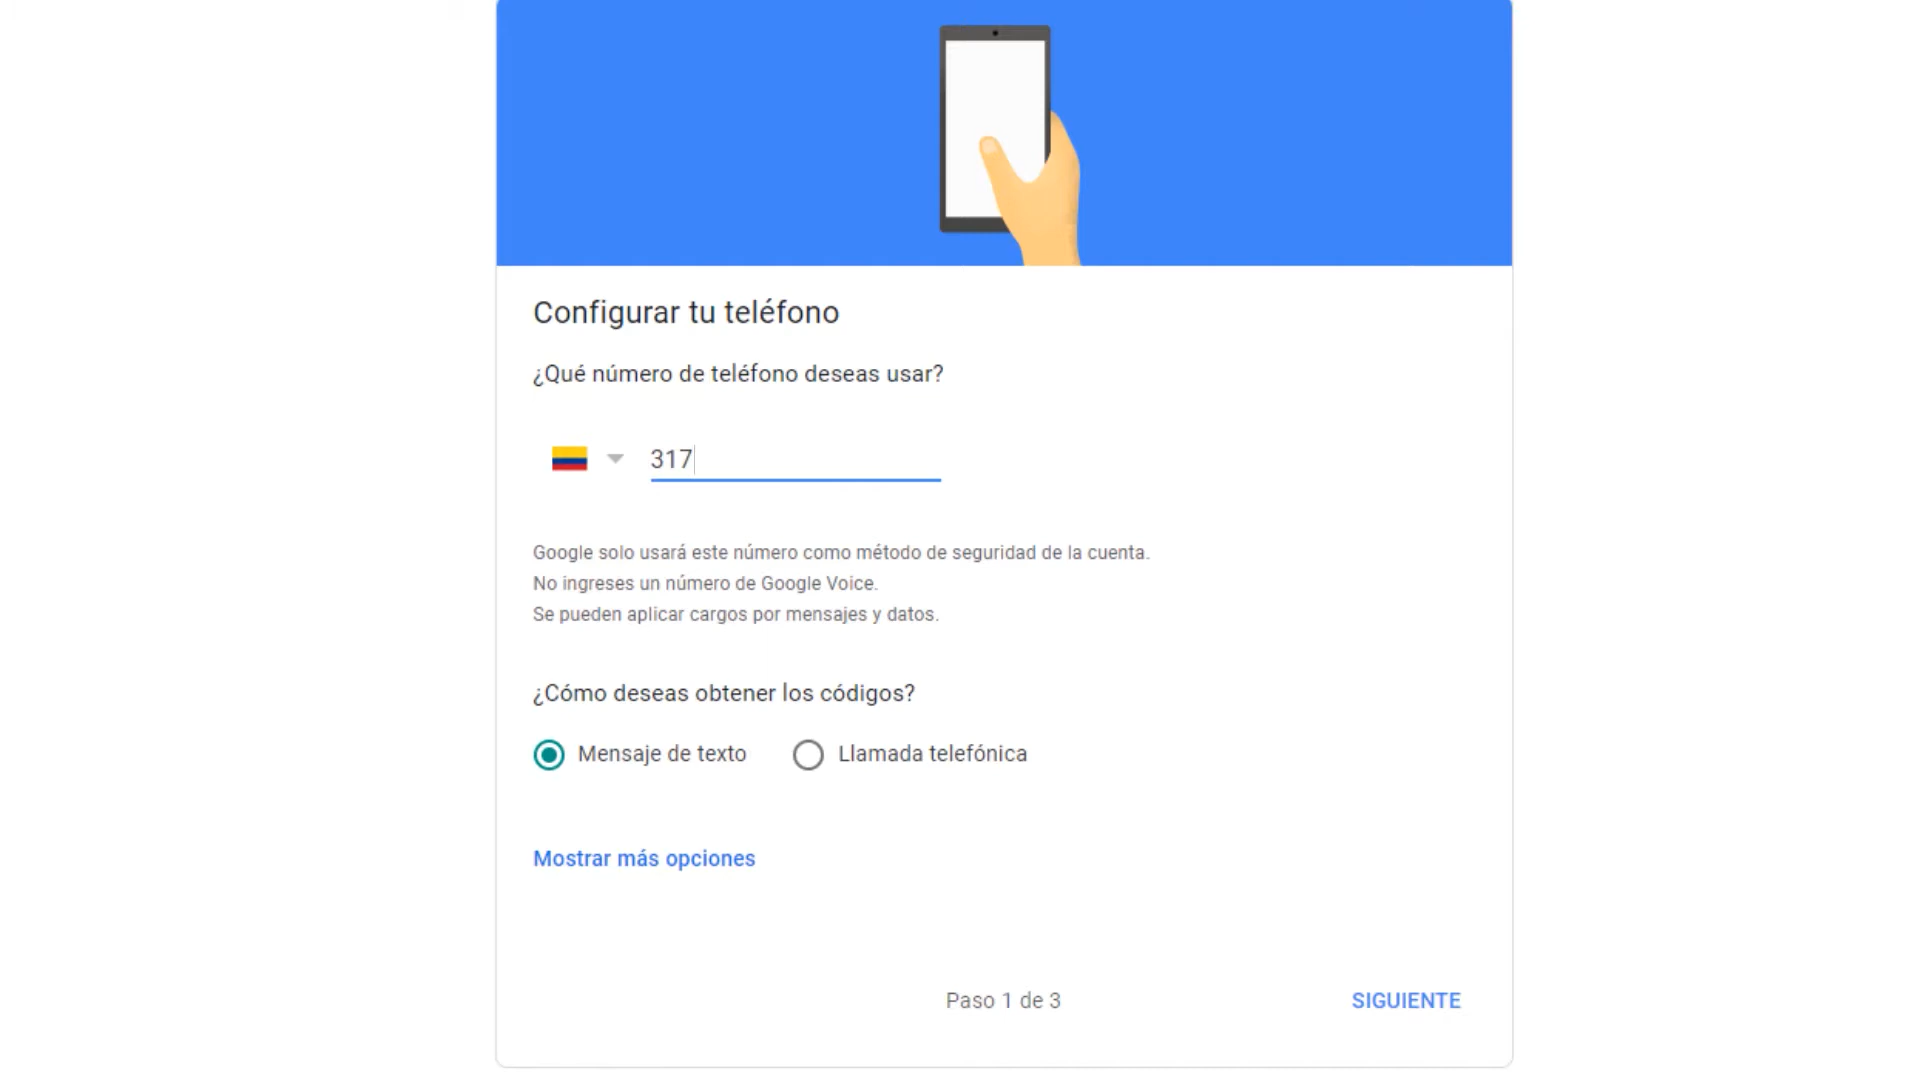 Configurar tu teléfono
¿Qué número de teléfono deseas usar?
317
Google solo usará este número como método de seguridad de la cuenta.
No ingreses un número de Google Voice.
Se pueden aplicar cargos por mensajes y datos.
¿Cómo deseas obtener los códigos?
Mensaje de texto Llamada telefónica
Mostrar más opciones
Paso 1 de 3 SIGUIENTE